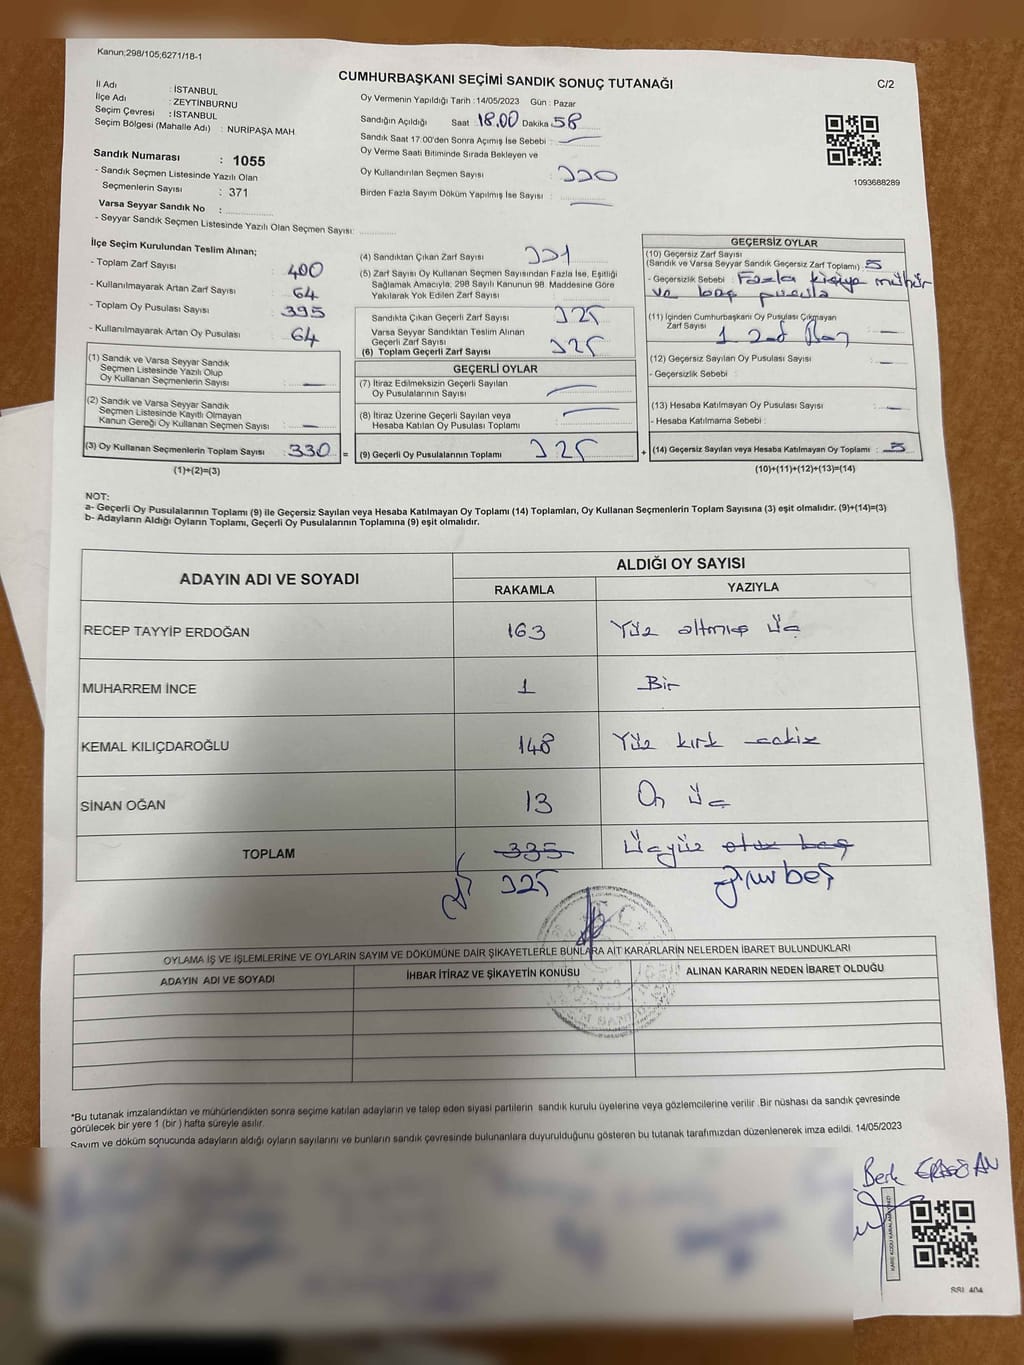 Kanun;298/105;6271/18-1
CUMHURBAŞKANI SEÇİMİ SANDIK SONUÇ TUTANAĞI
C/2
İl Adı : İSTANBUL
İlçe Adı : ZEYTİNBURNU
Seçim Çevresi : İSTANBUL
Seçim Bölgesi (Mahalle Adı) : NURİPAŞA MAH.
Sandık Numarası : 1055
- Sandık Seçmen Listesinde Yazılı Olan
Seçmenlerin Sayısı : 371
Varsa Seyyar Sandık No :
- Seyyar Sandık Seçmen Listesinde Yazılı Olan Seçmen Sayısı:
Oy Vermenin Yapıldığı Tarih :14/05/2023 Gün : Pazar
Sandığın Açıldığı Saat 18.00 Dakika 58
Sandık Saat 17:00'den Sonra Açımış İse Sebebi :
Oy Verme Saati Bitiminde Sırada Bekleyen ve
Oy Kullandırılan Seçmen Sayısı : 330
Birden Fazla Sayım Döküm Yapılmış İse Sayısı :
1093688289
İlçe Seçim Kurulundan Teslim Alınan;
- Toplam Zarf Sayısı : 400
- Kullanılmayarak Artan Zarf Sayısı : 64
- Toplam Oy Pusulası : 395
- Kullanılmayarak Artan Oy Pusulası : 64
(1) Sandık ve Varsa Seyyar Sandık
Seçmen Listesinde Yazılı Olup
Oy Kullanan Seçmenlerin Sayısı : —
(2) Sandık ve Varsa Seyyar Sandık
Seçmen Listesinde Kayıtlı Olmayan
Kanun Gereği Oy Kullanan Seçmen Sayısı : —
(3) Oy Kullanan Seçmenlerin Toplam Sayısı : 330 =
(1)+(2)=(3)
(4) Sandıktan Çıkan Zarf Sayısı : 331
(5) Zarf Sayısı Oy Kullanan Seçmen Sayısından Fazla İse, Eşitliği
Sağlamak Amacıyla, 298 Sayılı Kanunun 98. Maddesine Göre
Yakılarak Yok Edilen Zarf Sayısı :
Sandıkta Çıkan Geçerli Zarf Sayısı : 325
Varsa Seyyar Sandıktan Teslim Alınan
Geçerli Zarf Sayısı
(6) Toplam Geçerli Zarf Sayısı : 325
GEÇERLİ OYLAR
(7) İtiraz Edilmeksizin Geçerli Sayılan
Oy Pusulalarının Sayısı : —
(8) İtiraz Üzerine Geçerli Sayılan veya
Hesaba Katılan Oy Pusulası Toplamı : —
(9) Geçerli Oy Pusulalarının Toplamı : 325 +
GEÇERSİZ OYLAR
(10) Geçersiz Zarf Sayısı
(Sandık ve Varsa Seyyar Sandık Geçersiz Zarf Toplamı) : 5
- Geçersizlik Sebebi : Fazla kişiye mühür
ve boş pusula
(11) İçinden Cumhurbaşkanı Oy Pusulası Çıkmayan
Zarf Sayısı : —
1 zarf
(12) Geçersiz Sayılan Oy Pusulası Sayısı : —
- Geçersizlik Sebebi :
(13) Hesaba Katılmayan Oy Pusulası Sayısı : —
- Hesaba Katılmama Sebebi :
(14) Geçersiz Sayılan veya Hesaba Katılmayan Oy Toplamı : 5
(10)+(11)+(12)+(13)=(14)
NOT:
a- Geçerli Oy Pusulalarının Toplamı (9) ile Geçersiz Sayılan veya Hesaba Katılmayan Oy Toplamı (14) Toplamları, Oy Kullanan Seçmenlerin Toplam Sayısına (3) eşit olmalıdır. (9)+(14)=(3)
b- Adayların Aldığı Oyların Toplamı, Geçerli Oy Pusulalarının Toplamına (9) eşit olmalıdır.
ADAYIN ADI VE SOYADI
ALDIĞI OY SAYISI
RAKAMLA YAZIYLA
RECEP TAYYİP ERDOĞAN 163 Yüz altmış üç
MUHARREM İNCE 1 Bir
KEMAL KILIÇDAROĞLU 148 Yüz kırk sekiz
SİNAN OĞAN 13 On üç
TOPLAM 335 Üçyüz otuz beş
325 yirmi beş
OYLAMA İŞ VE İŞLEMLERİNE VE OYLARIN SAYIM VE DÖKÜMÜNE DAİR ŞİKAYETLERLE BUNLARA AİT KARARLARIN NELERDEN İBARET BULUNDUKLARI
ADAYIN ADI VE SOYADI İHBAR İTİRAZ VE ŞİKAYETİN KONUSU ALINAN KARARIN NEDEN İBARET OLDUĞU
*Bu tutanak imzalandıktan ve mühürlendikten sonra seçime katılan adayların ve talep eden siyasi partilerin sandık kurulu üyelerine veya gözlemcilerine verilir .Bir nüshası da sandık çevresinde
görülecek bir yere 1 (bir ) hafta süreyle asılır.
Sayım ve döküm sonucunda adayların aldığı oyların sayılarını ve bunların sandık çevresinde bulunanlara duyurulduğunu gösteren bu tutanak tarafımızdan düzenlenerek imza edildi. 14/05/2023
Berk
KARE KODU KARALAMAYINIZ!